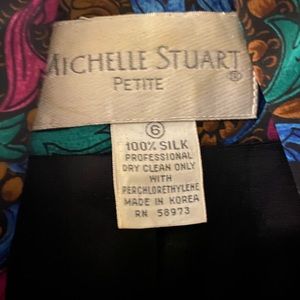 MICHELLE STUART®
PETITE
6
100% SILK
PROFESSIONAL
DRY CLEAN ONLY
WITH
PERCHLORETHYLENE
MADE IN KOREA
RN 58973